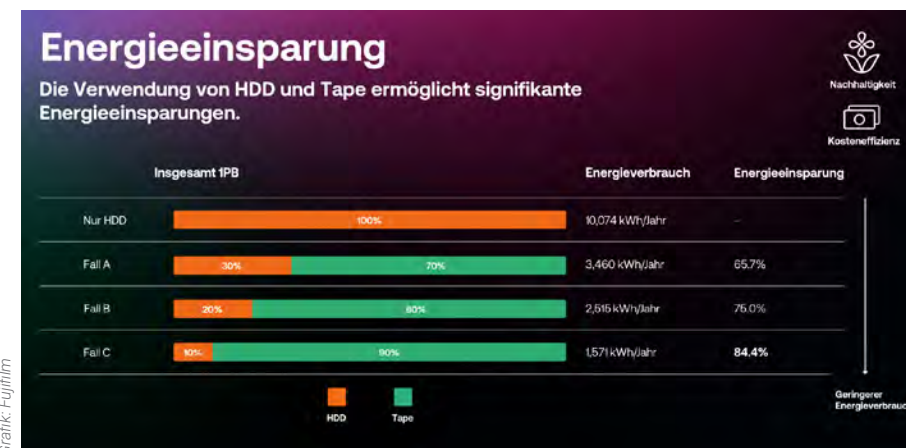 Energieeinsparung
Die Verwendung von HDD und Tape ermöglicht signifikante
Energieeinsparungen.
Nachhaltigkeit
Kosteneffizienz
Insgesamt 1PB
Energieverbrauch
Energieeinsparung
Nur HDD
100%
10,074 kWh/Jahr
–
Fall A
30%
70%
3,460 kWh/Jahr
65.7%
Fall B
20%
80%
2,515 kWh/Jahr
75.0%
Fall C
10%
90%
1,571 kWh/Jahr
84.4%
HDD
Tape
Geringerer
Energieverbrauc
Grafik: Fujifilm